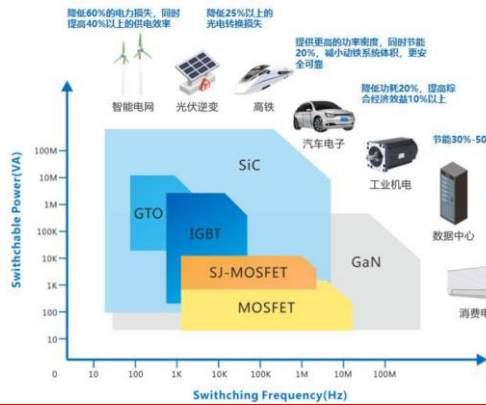 降低60%的电力损失，同时
提高40%以上的供电效率
降低25%以上的
光电转换损失
提供更高的功率密度，同时节能
20%，减小动铁系统体积，更安
全可靠
降低功耗20%，提高综
合经济效益10%以上
节能30%-50
智能电网
光伏逆变
高铁
汽车电子
工业机电
数据中心
消费电
Swithchable Power(VA)
100M
10M
1M
100K
10K
1K
100
10
SiC
GTO
IGBT
GaN
SJ-MOSFET
MOSFET
0
10
100
1K
10K
100K
1M
10M
100M
Swithching Frequency(Hz)